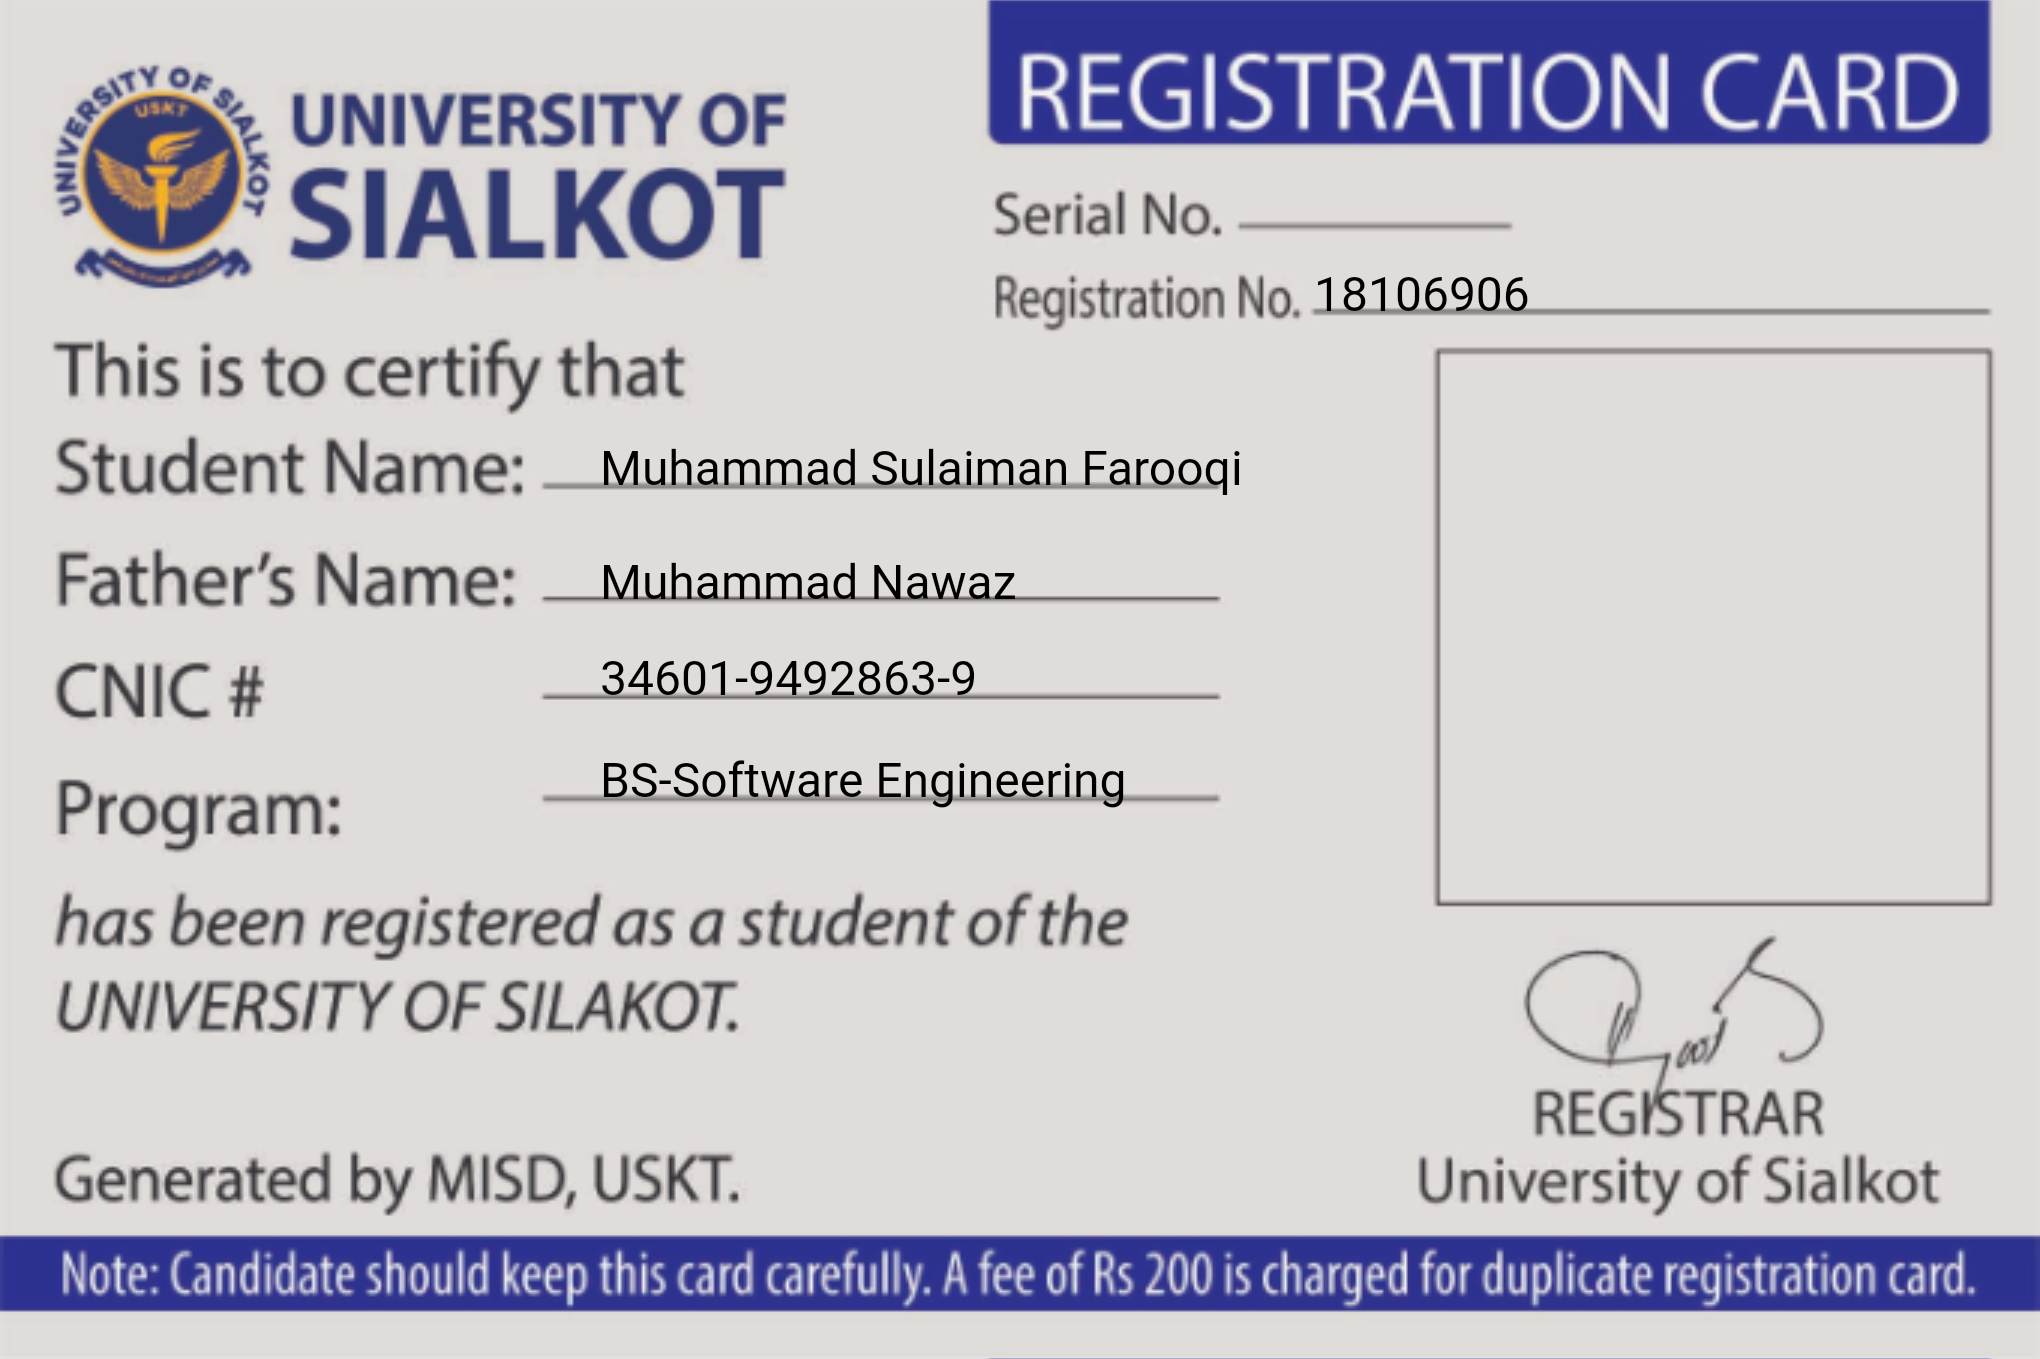 UNIVERSITY OF SIALKOT
USKT
UNIVERSITY OF
SIALKOT
REGISTRATION CARD
Serial No.
Registration No. 18106906
This is to certify that
Student Name: Muhammad Sulaiman Farooqi
Father's Name: Muhammad Nawaz
CNIC # 34601-9492863-9
Program: BS-Software Engineering
has been registered as a student of the
UNIVERSITY OF SILAKOT.
REGISTRAR
University of Sialkot
Generated by MISD, USKT.
Note: Candidate should keep this card carefully. A fee of Rs 200 is charged for duplicate registration card.